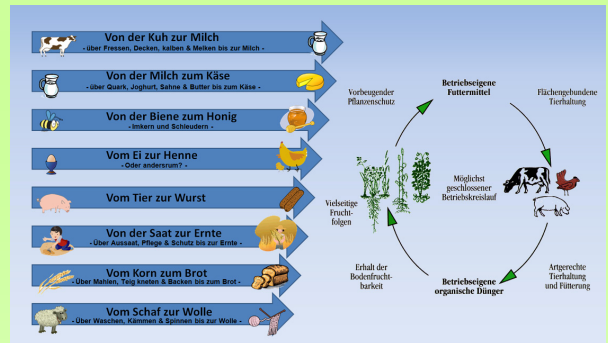 Von der Kuh zur Milch
- über Fressen, Decken, kalben & Melken bis zur Milch -
Von der Milch zum Käse
- über Quark, Joghurt, Sahne & Butter bis zum Käse -
Von der Biene zum Honig
- Imkern und Schleudern -
Vom Ei zur Henne
- Oder andersrum? -
Vom Tier zur Wurst
Von der Saat zur Ernte
- Über Aussaat, Pflege & Schutz bis zur Ernte -
Vom Korn zum Brot
- Über Mahlen, Teig kneten & Backen bis zum Brot -
Vom Schaf zur Wolle
- Über Waschen, Kämmen & Spinnen bis zur Wolle -
Betriebseigene
Futtermittel
Vorbeugender
Pflanzenschutz
Flächengebundene
Tierhaltung
Möglichst
geschlossener
Betriebskreislauf
Vielseitige
Frucht-
folgen
Erhalt der
Bodenfrucht-
barkeit
Betriebseigene
organische Dünger
Artgerechte
Tierhaltung
und Fütterung